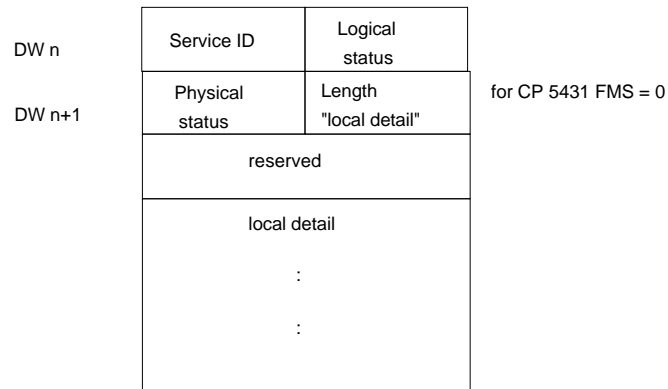 DW n
Service ID
Logical
status
DW n+1
Physical
status
Length
"local detail"
for CP 5431 FMS = 0
reserved
local detail
:
: